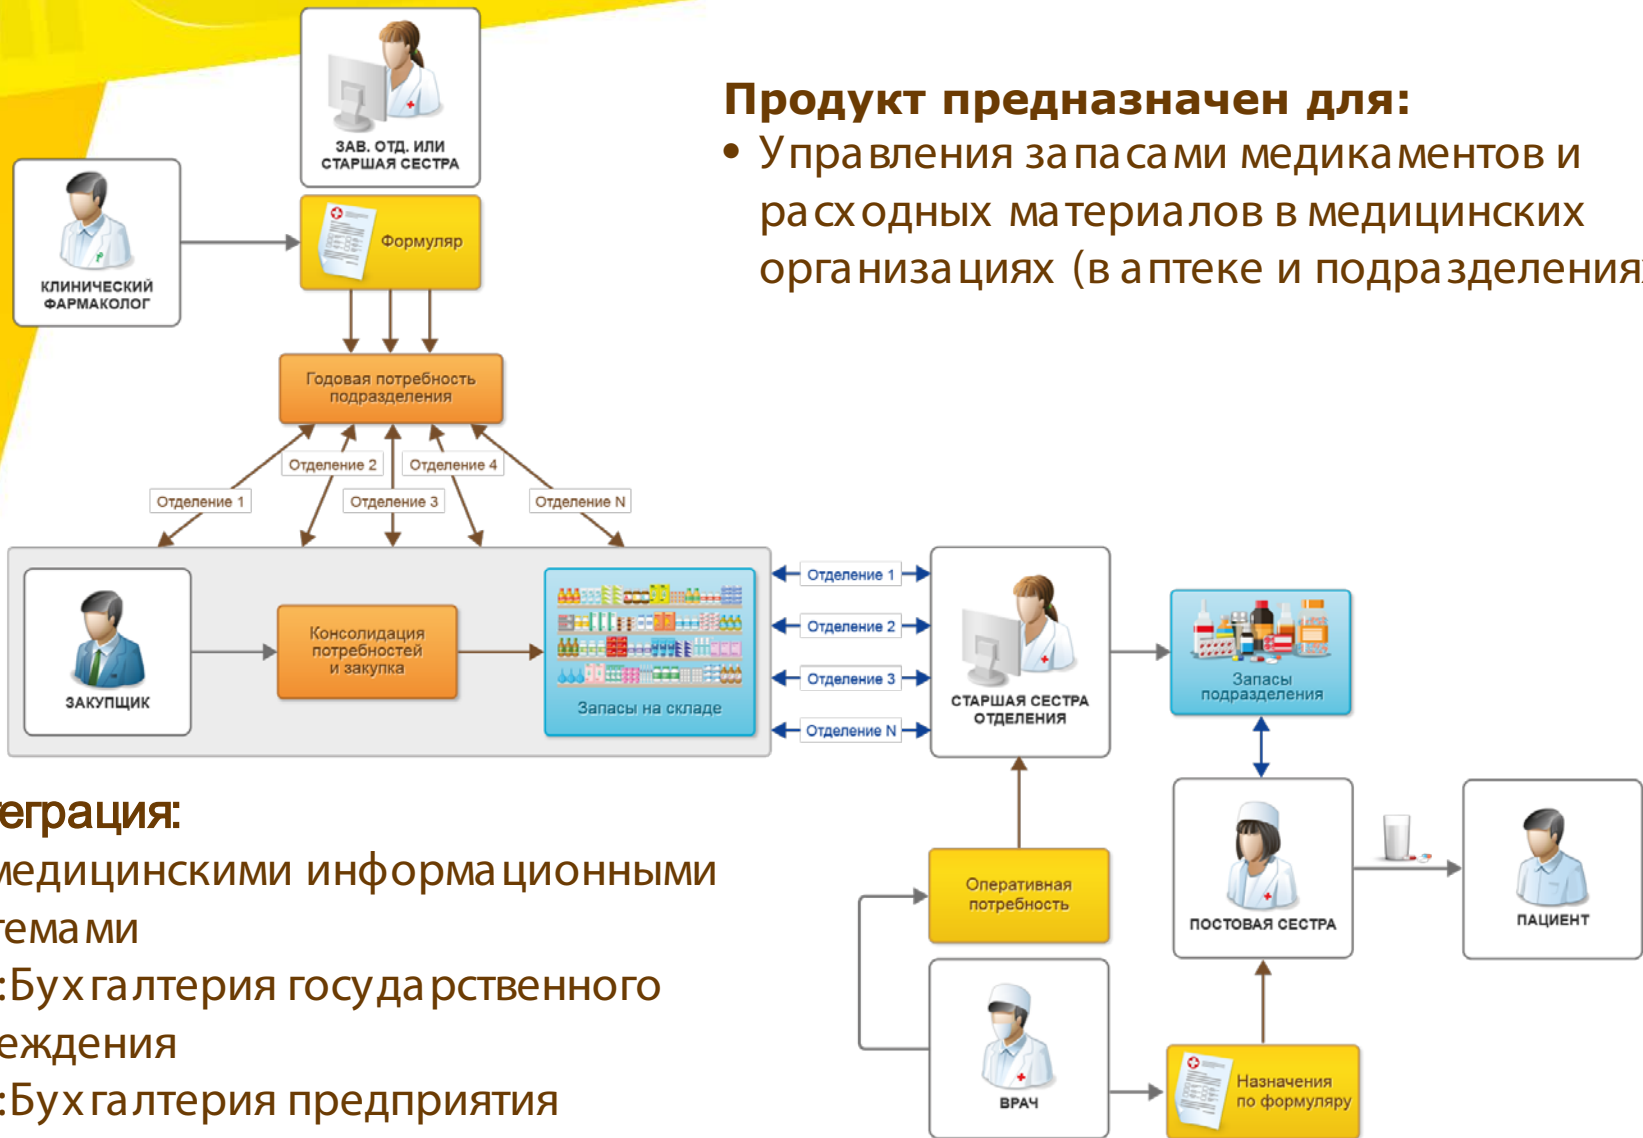 ЗАВ. ОТД. ИЛИ
СТАРШАЯ СЕСТРА
КЛИНИЧЕСКИЙ
ФАРМАКОЛОГ
Формуляр
Продукт предназначен для:
• Управления запасами медикаментов и
расходных материалов в медицинских
организациях (в аптеке и подразделениях
Годовая потребность
подразделения
Отделение 2
Отделение 4
Отделение 1
Отделение 3
Отделение N
ЗАКУПЩИК
Консолидация
потребностей
и закупка
Запасы на складе
Отделение 1
Отделение 2
Отделение 3
Отделение N
СТАРШАЯ СЕСТРА
ОТДЕЛЕНИЯ
Запасы
подразделения
теграция:
медицинскими информационными
темами
:Бухгалтерия государственного
еждения
:Бухгалтерия предприятия
Оперативная
потребность
ПОСТОВАЯ СЕСТРА
ПАЦИЕНТ
ВРАЧ
Назначения
по формуляру